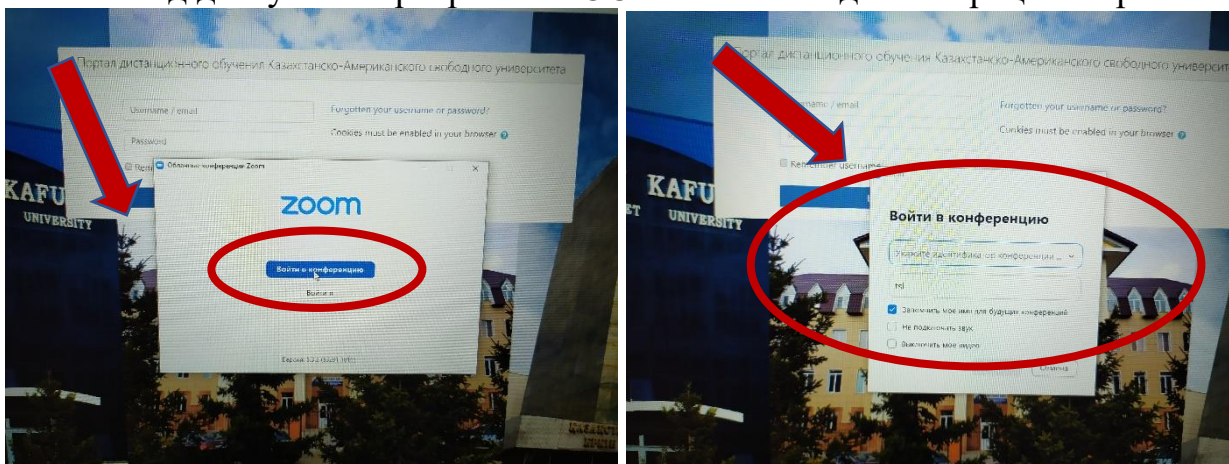 Портал дистанционного обучения Казахстанско-Американского свободного университета
Username / email
Forgotten your username or password?
Password
Cookies must be enabled in your browser
Облачные конференции Zoom
zoom
Войти в конференцию
Войти в
KAFU
UNIVERSITY
Портал дистанционного обучения Казахстанско-Американского свободного
Username / email
Forgotten your username or password?
Cookies must be enabled in your browser
Remember username
KAFU
UNIVERSITY
Войти в конференцию
Укажите идентификатор конференции ...
Запомнить мое имя для будущих конференций
Не подключать звук
Выключить мое видео
Отмена